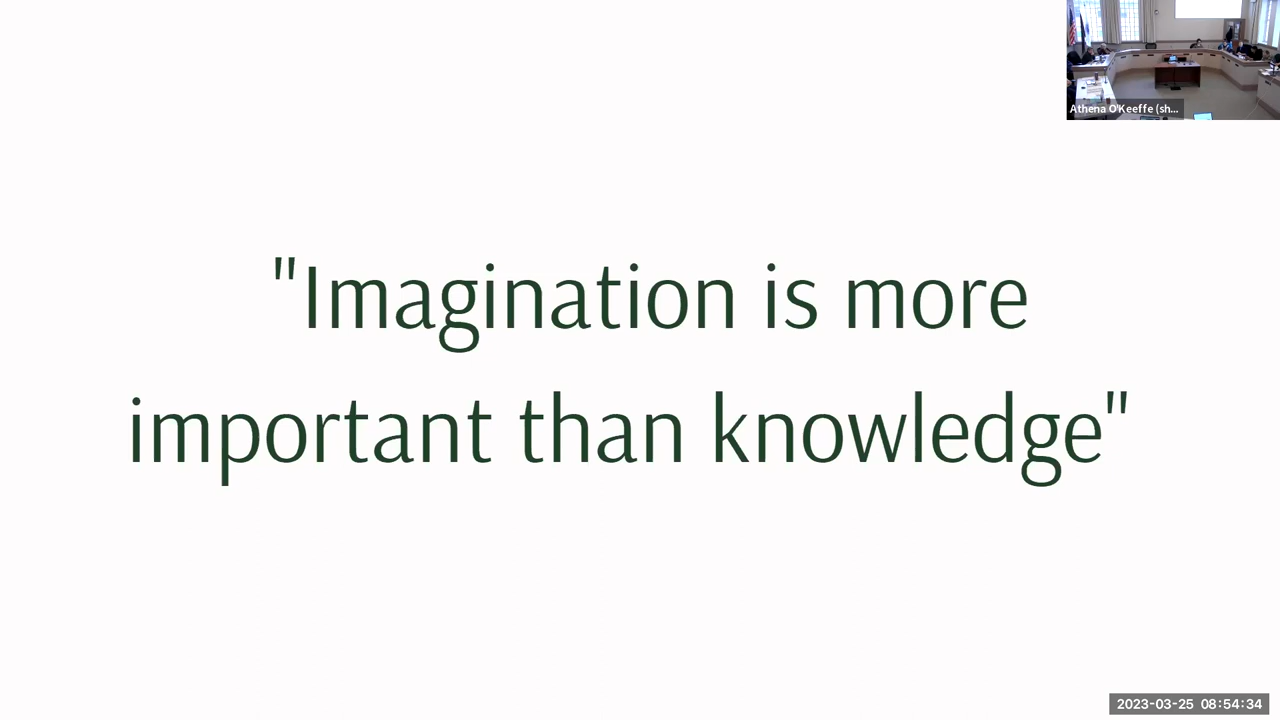 Athena O'Keeffe (sh...
"Imagination is more
important than knowledge"
2023-03-25 08:54:34